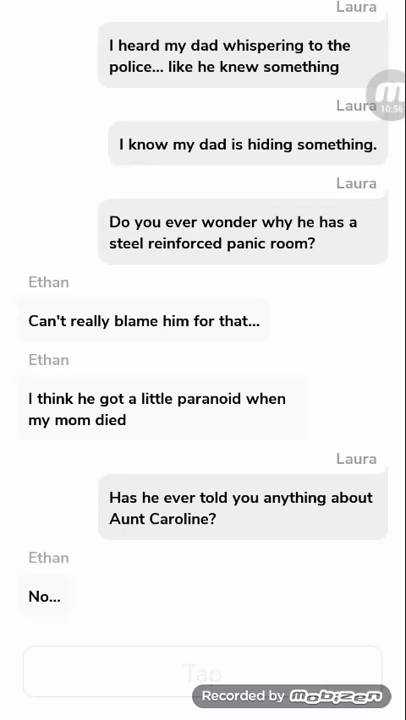 Laura
I heard my dad whispering to the
police... like he knew something
10:56
Laura
I know my dad is hiding something.
Laura
Do you ever wonder why he has a
steel reinforced panic room?
Ethan
Can't really blame him for that...
Ethan
I think he got a little paranoid when
my mom died
Laura
Has he ever told you anything about
Aunt Caroline?
Ethan
No...
Tap
Recorded by mobizen